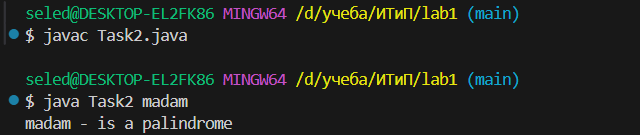 seled@DESKTOP-EL2FK86 MINGW64 /d/учеба/ИТиП/lab1 (main)
$ javac Task2.java
seled@DESKTOP-EL2FK86 MINGW64 /d/учеба/ИТиП/lab1 (main)
$ java Task2 madam
madam - is a palindrome